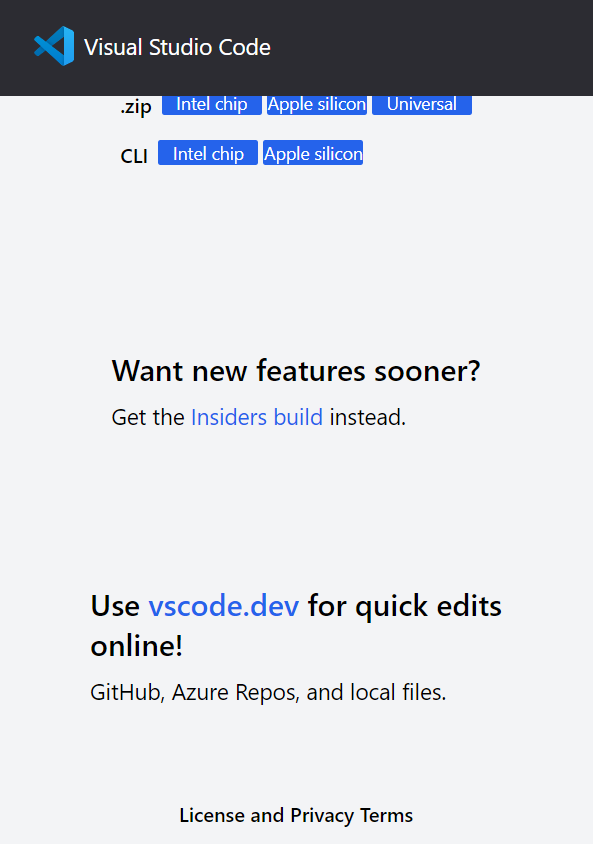 Visual Studio Code
.zip Intel chip Apple silicon Universal
CLI Intel chip Apple silicon
Want new features sooner?
Get the Insiders build instead.
Use vscode.dev for quick edits
online!
GitHub, Azure Repos, and local files.
License and Privacy Terms